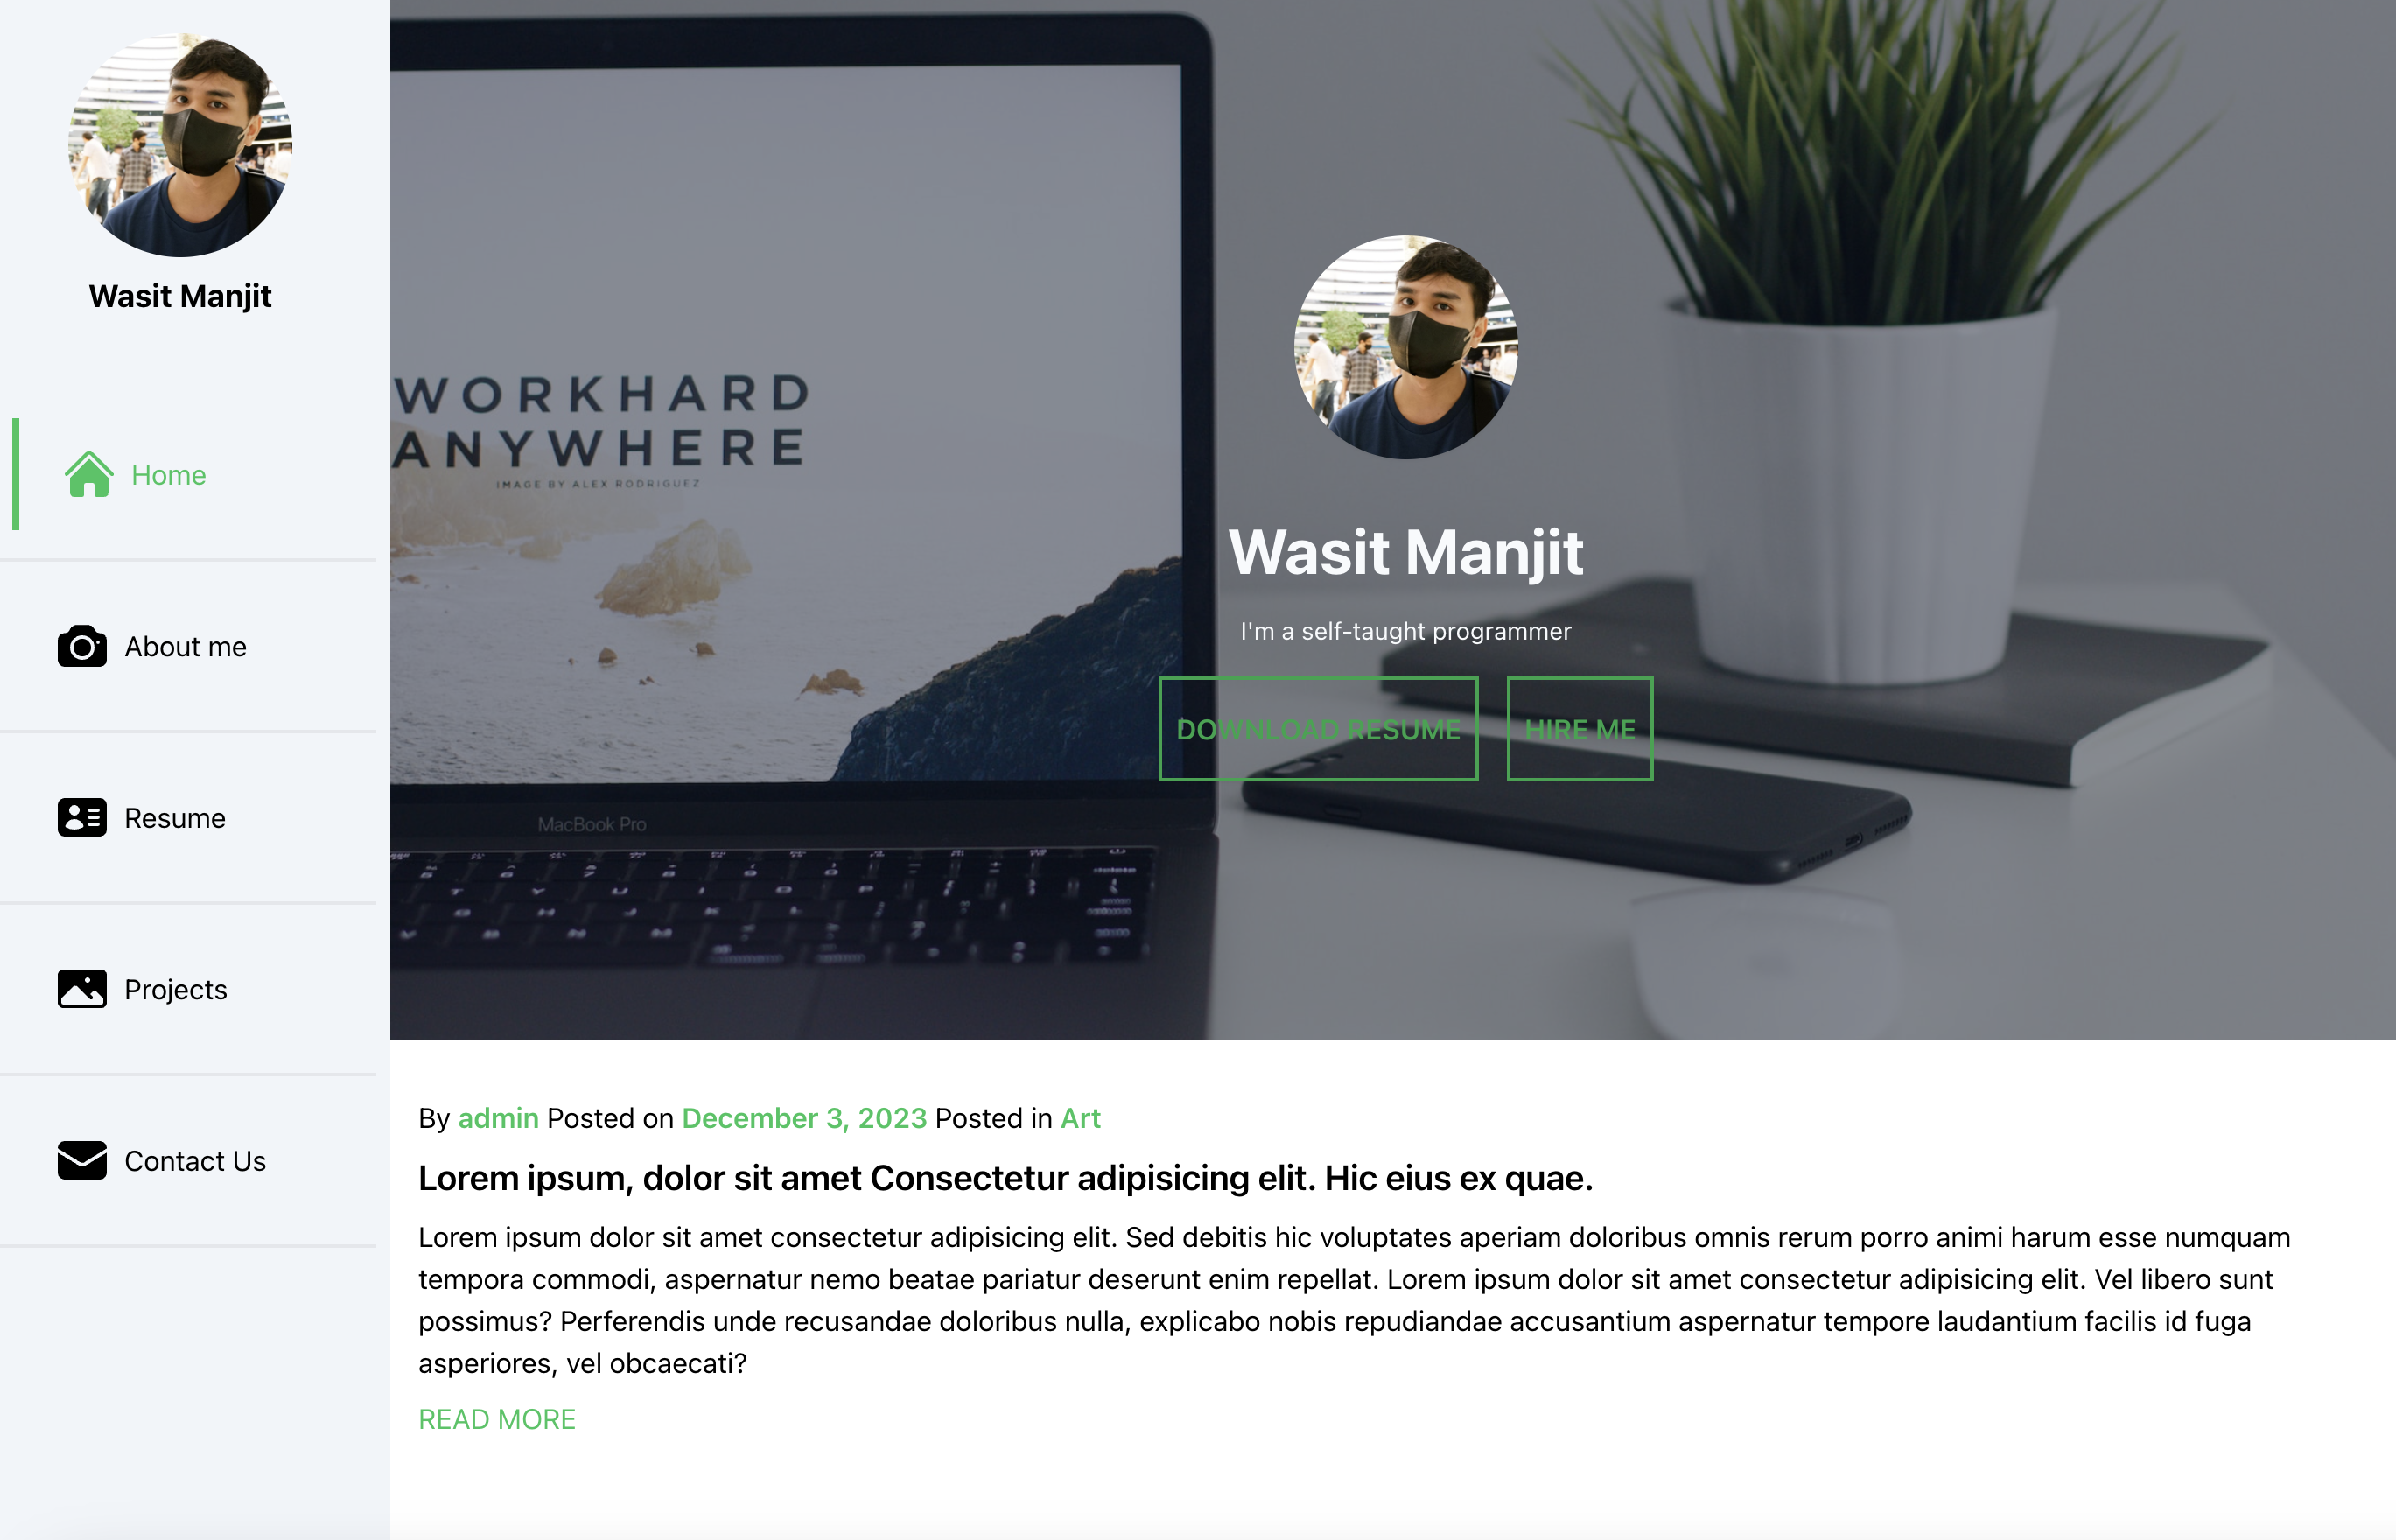 Wasit Manjit
Home
About me
Resume
Projects
Contact Us
WORKHARD
ANYWHERE
IMAGE BY ALEX RODRIGUEZ
MacBook Pro
Wasit Manjit
I'm a self-taught programmer
DOWNLOAD RESUME
HIRE ME
By admin Posted on December 3, 2023 Posted in Art
Lorem ipsum, dolor sit amet Consectetur adipisicing elit. Hic eius ex quae.
Lorem ipsum dolor sit amet consectetur adipisicing elit. Sed debitis hic voluptates aperiam doloribus omnis rerum porro animi harum esse numquam
tempora commodi, aspernatur nemo beatae pariatur deserunt enim repellat. Lorem ipsum dolor sit amet consectetur adipisicing elit. Vel libero sunt
possimus? Perferendis unde recusandae doloribus nulla, explicabo nobis repudiandae accusantium aspernatur tempore laudantium facilis id fuga
asperiores, vel obcaecati?
READ MORE